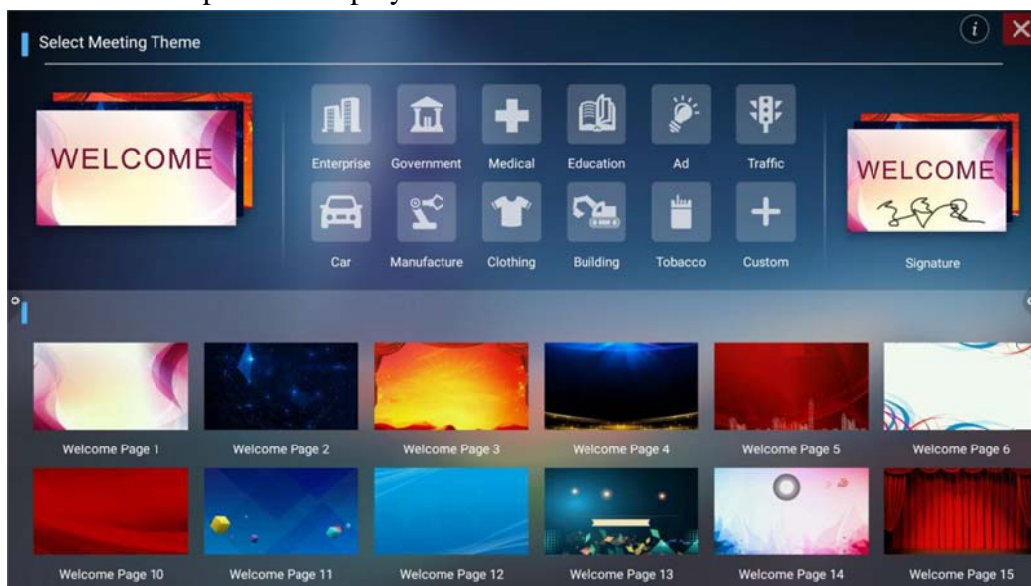 Select Meeting Theme
WELCOME
Enterprise Government Medical Education Ad Traffic
WELCOME
Car Manufacture Clothing Building Tobacco Custom
Signature
Welcome Page 1 Welcome Page 2 Welcome Page 3 Welcome Page 4 Welcome Page 5 Welcome Page 6
Welcome Page 10 Welcome Page 11 Welcome Page 12 Welcome Page 13 Welcome Page 14 Welcome Page 15